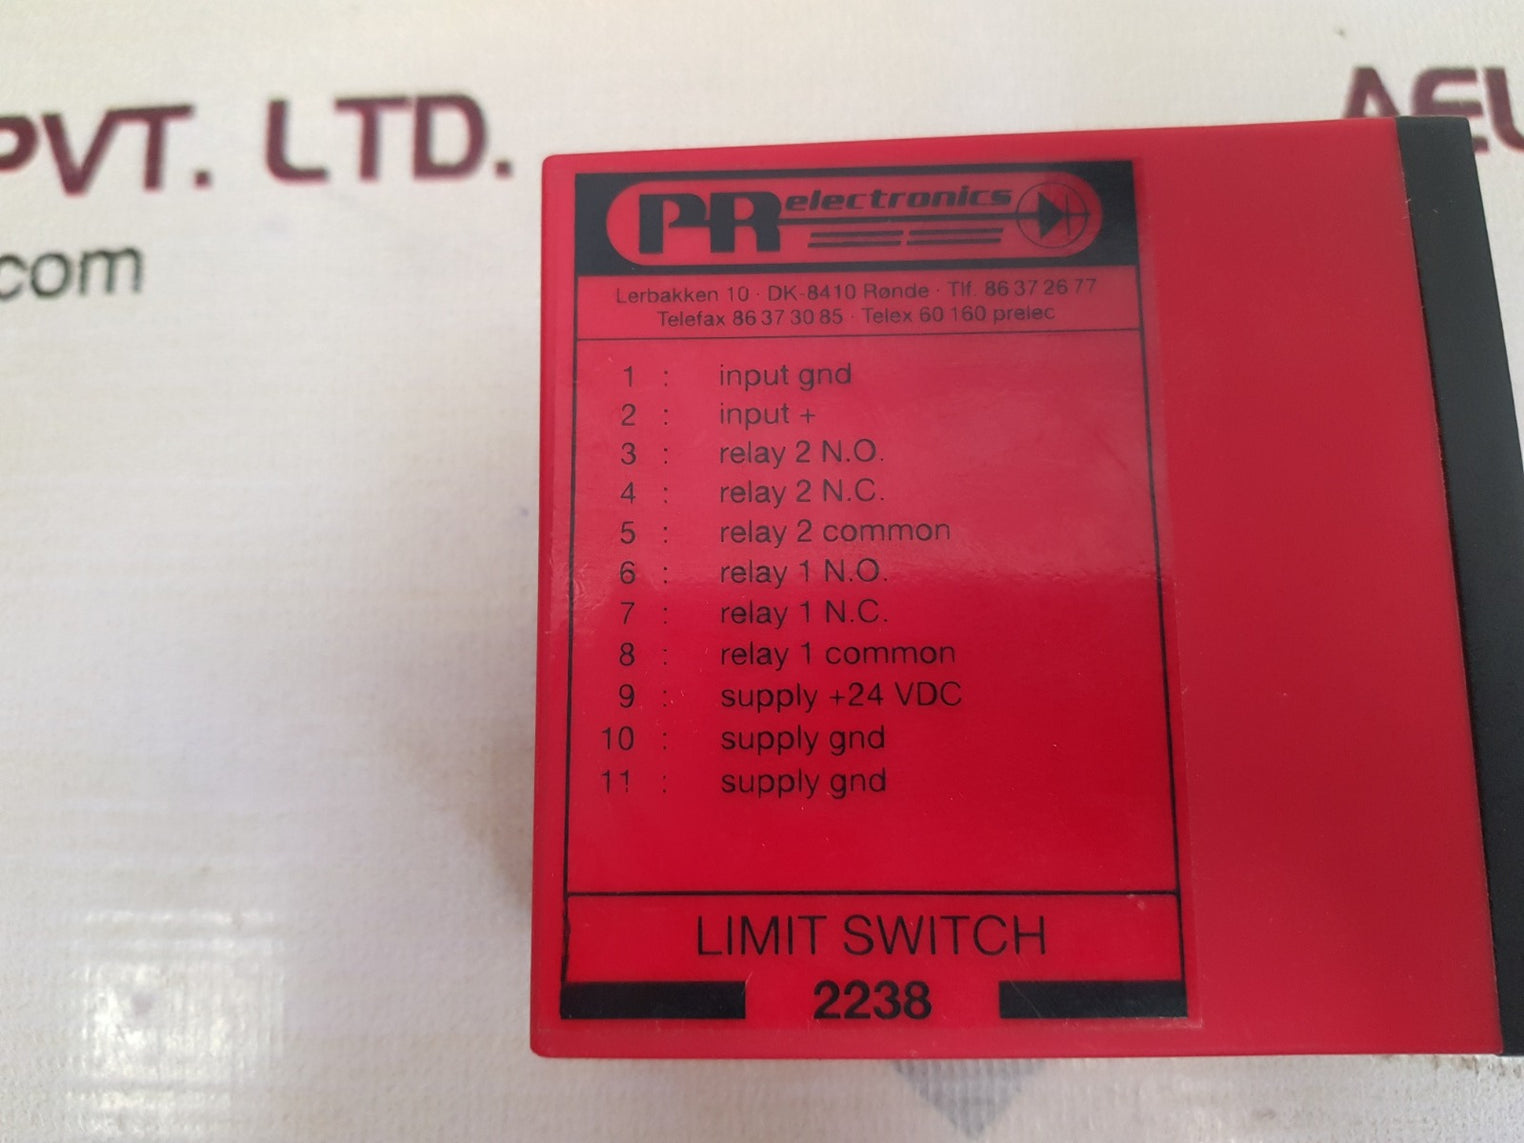 PVT. LTD.
com
PR electronics
Lerbakken 10 · DK-8410 Rønde · Tlf. 86 37 26 77
Telefax 86 37 30 85 · Telex 60 160 prelec
1 : input gnd
2 : input +
3 : relay 2 N.O.
4 : relay 2 N.C.
5 : relay 2 common
6 : relay 1 N.O.
7 : relay 1 N.C.
8 : relay 1 common
9 : supply +24 VDC
10 : supply gnd
11 : supply gnd
LIMIT SWITCH
2238